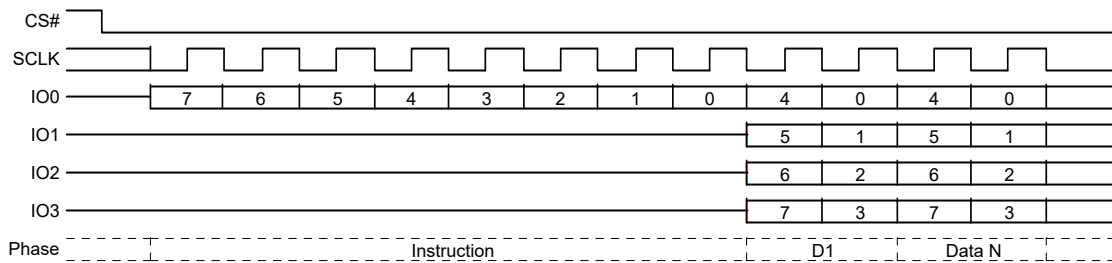 CS#
SCLK
IO0 7 6 5 4 3 2 1 0 4 0 4 0
IO1 5 1 5 1
IO2 6 2 6 2
IO3 7 3 7 3
Phase Instruction D1 Data N